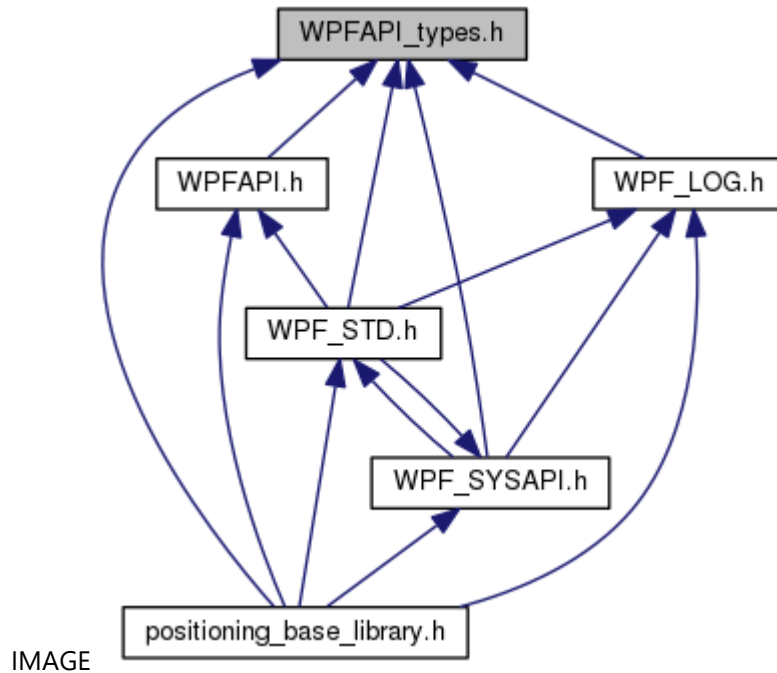 WPFAPI_types.h
WPFAPI.h
WPF_LOG.h
WPF_STD.h
WPF_SYSAPI.h
positioning_base_library.h
IMAGE